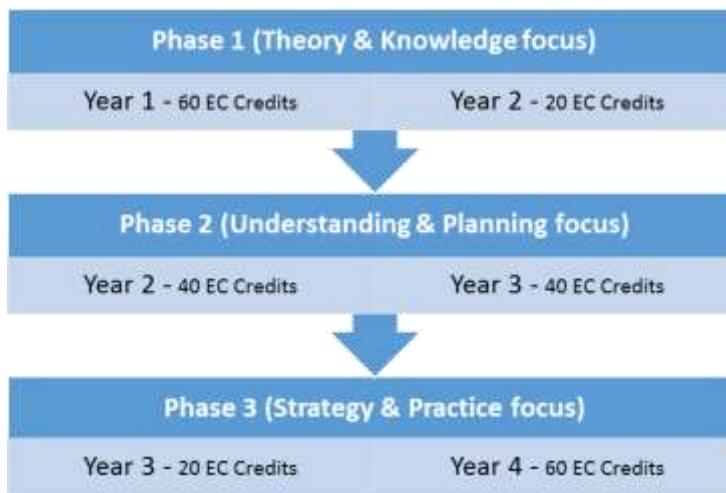 Phase 1 (Theory & Knowledge focus)
Year 1 - 60 EC Credits
Year 2 - 20 EC Credits
Phase 2 (Understanding & Planning focus)
Year 2 - 40 EC Credits
Year 3 - 40 EC Credits
Phase 3 (Strategy & Practice focus)
Year 3 - 20 EC Credits
Year 4 - 60 EC Credits